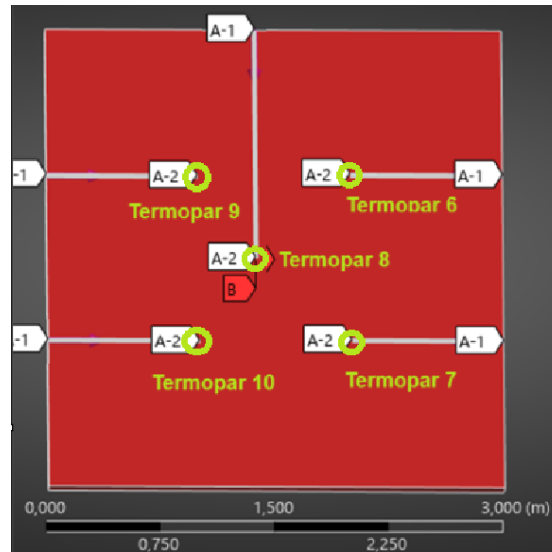 A-1
-1
A-2
A-2
A-1
Termopar 9
Termopar 6
A-2
Termopar 8
B
-1
A-2
A-2
A-1
Termopar 10
Termopar 7
0,000
1,500
3,000 (m)
0,750
2,250